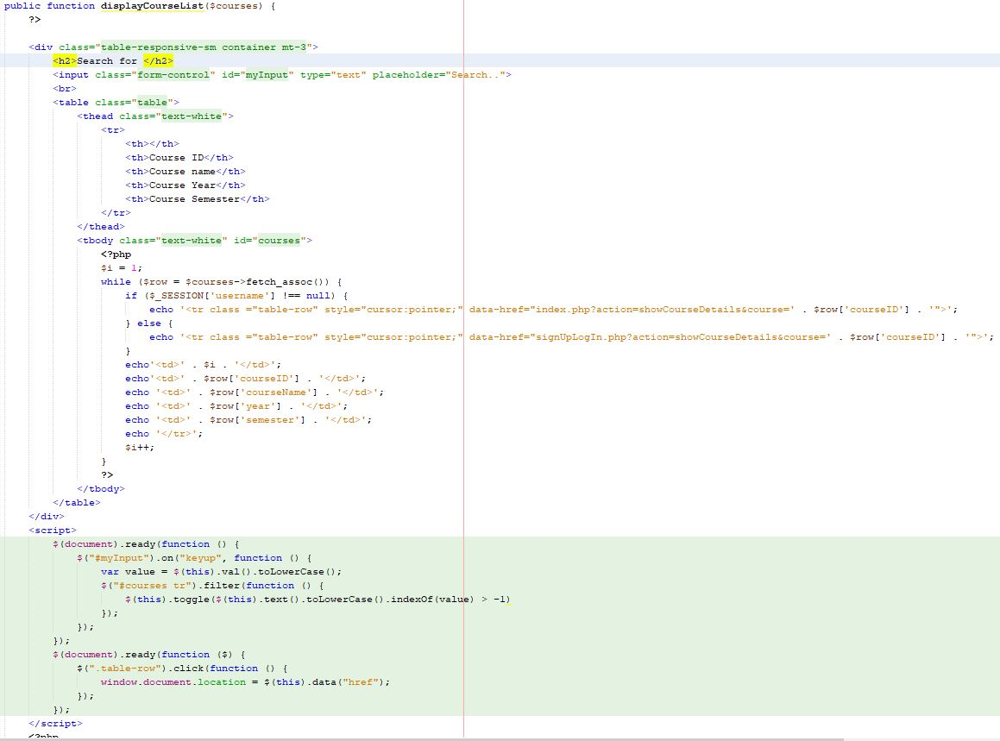 public function displayCourseList($courses) {
?>
<div class="table-responsive-sm container mt-3">
<h2>Search for </h2>
<input class="form-control" id="myInput" type="text" placeholder="Search..">
<br>
<table class="table">
<thead class="text-white">
<tr>
<th></th>
<th>Course ID</th>
<th>Course name</th>
<th>Course Year</th>
<th>Course Semester</th>
</tr>
</thead>
<tbody class="text-white" id="courses">
<?php
$i = 1;
while ($row = $courses->fetch_assoc()) {
if ($_SESSION['username'] !== null) {
echo '<tr class ="table-row" style="cursor:pointer;" data-href="index.php?action=showCourseDetails&course=' . $row['courseID'] . '">';
} else {
echo '<tr class ="table-row" style="cursor:pointer;" data-href="signUpLogIn.php?action=showCourseDetails&course=' . $row['courseID'] . '">';
}
echo'<td>' . $i . '</td>';
echo'<td>' . $row['courseID'] . '</td>';
echo '<td>' . $row['courseName'] . '</td>';
echo '<td>' . $row['year'] . '</td>';
echo '<td>' . $row['semester'] . '</td>';
echo '</tr>';
$i++;
}
?>
</tbody>
</table>
</div>
<script>
$(document).ready(function () {
$("#myInput").on("keyup", function () {
var value = $(this).val().toLowerCase();
$("#courses tr").filter(function () {
$(this).toggle($(this).text().toLowerCase().indexOf(value) > -1)
});
});
});
$(document).ready(function ($) {
$(".table-row").click(function () {
window.document.location = $(this).data("href");
});
});
</script>
<?php